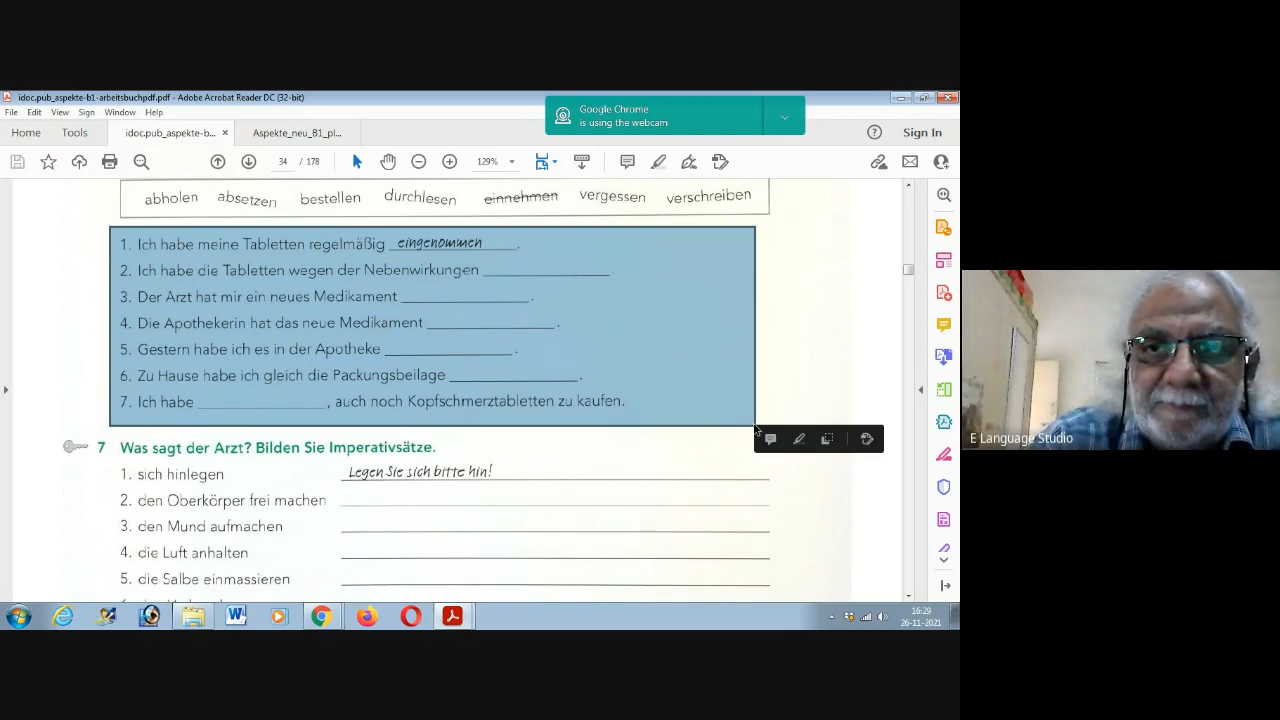 idoc.pub_aspekte-b1-arbeitsbuchpdf.pdf - Adobe Acrobat Reader DC (32-bit)
File Edit View Sign Window Help
Google Chrome
is using the webcam
Home Tools idoc.pub_aspekte-b... × Aspekte_neu_B1_pl... Sign In
34 / 178 129%
abholen absetzen bestellen durchlesen einnehmen vergessen verschreiben
1. Ich habe meine Tabletten regelmäßig eingenommen.
2. Ich habe die Tabletten wegen der Nebenwirkungen ____________.
3. Der Arzt hat mir ein neues Medikament ____________.
4. Die Apothekerin hat das neue Medikament ____________.
5. Gestern habe ich es in der Apotheke ____________.
6. Zu Hause habe ich gleich die Packungsbeilage ____________.
7. Ich habe ____________, auch noch Kopfschmerztabletten zu kaufen.
7 Was sagt der Arzt? Bilden Sie Imperativsätze.
1. sich hinlegen Legen Sie sich bitte hin!
2. den Oberkörper frei machen
3. den Mund aufmachen
4. die Luft anhalten
5. die Salbe einmassieren
E Language Studio
16:29
26-11-2021